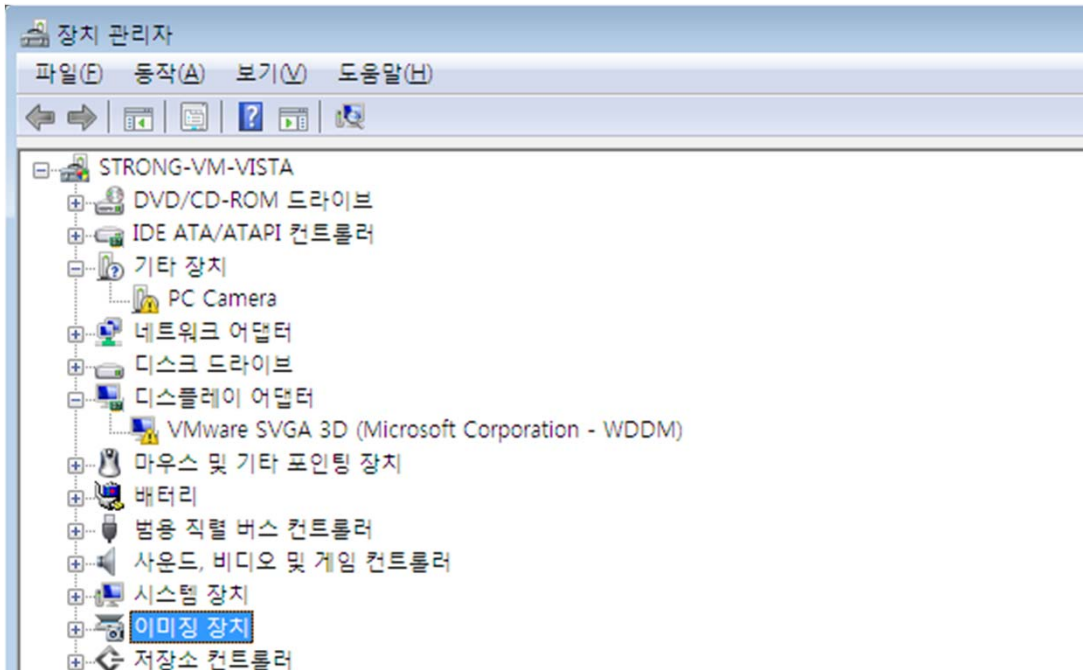 장치 관리자
파일(F) 동작(A) 보기(V) 도움말(H)
STRONG-VM-VISTA
DVD/CD-ROM 드라이브
IDE ATA/ATAPI 컨트롤러
기타 장치
PC Camera
네트워크 어댑터
디스크 드라이브
디스플레이 어댑터
VMware SVGA 3D (Microsoft Corporation - WDDM)
마우스 및 기타 포인팅 장치
배터리
범용 직렬 버스 컨트롤러
사운드, 비디오 및 게임 컨트롤러
시스템 장치
이미징 장치
저장소 컨트롤러